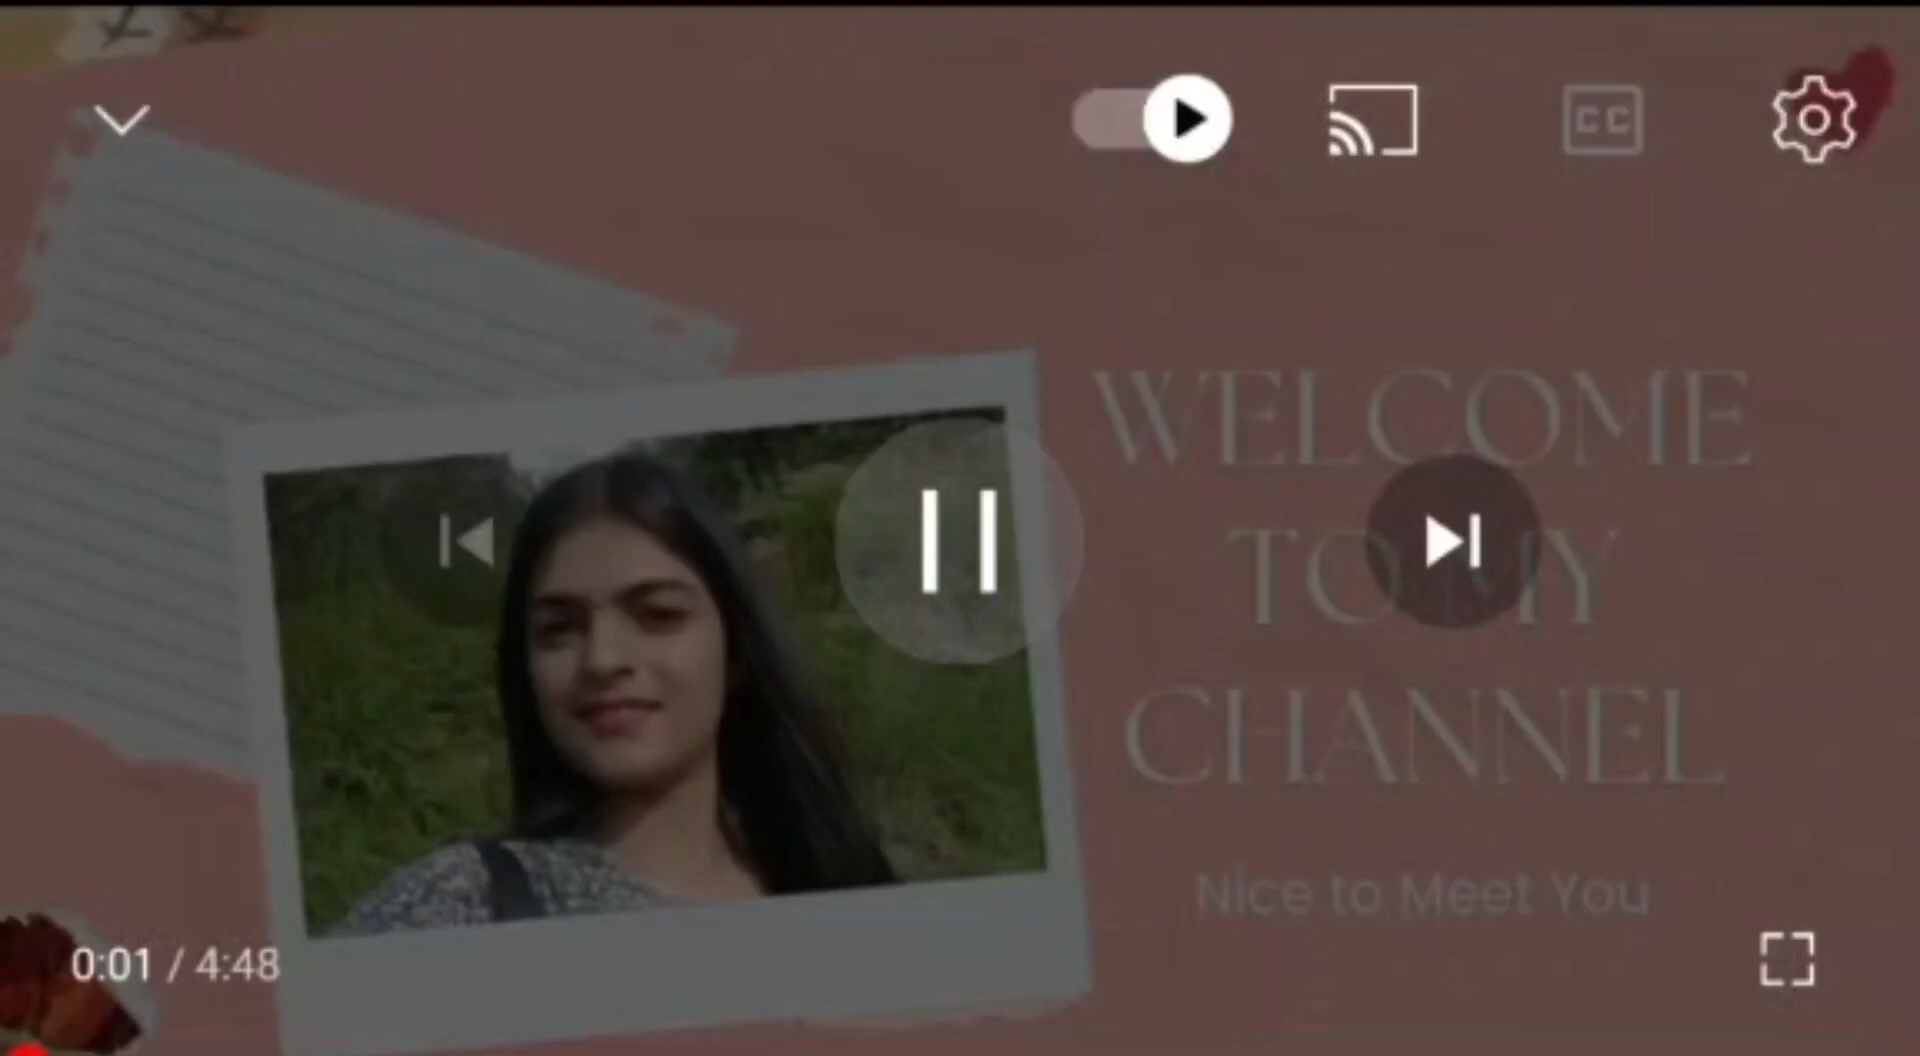 CC
WELCOME
TO MY
CHANNEL
Nice to Meet You
0:01 / 4:48